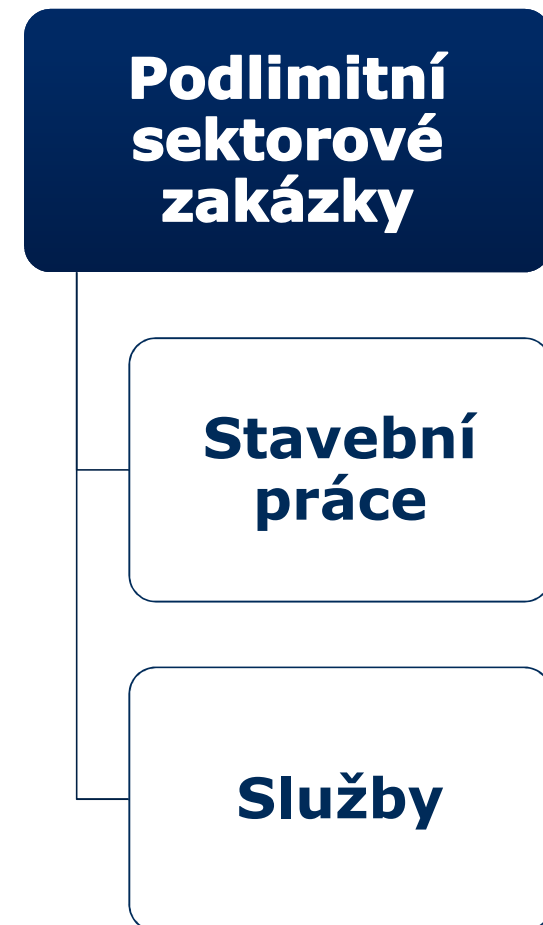 Podlimitní
sektorové
zakázky
Stavební
práce
Služby